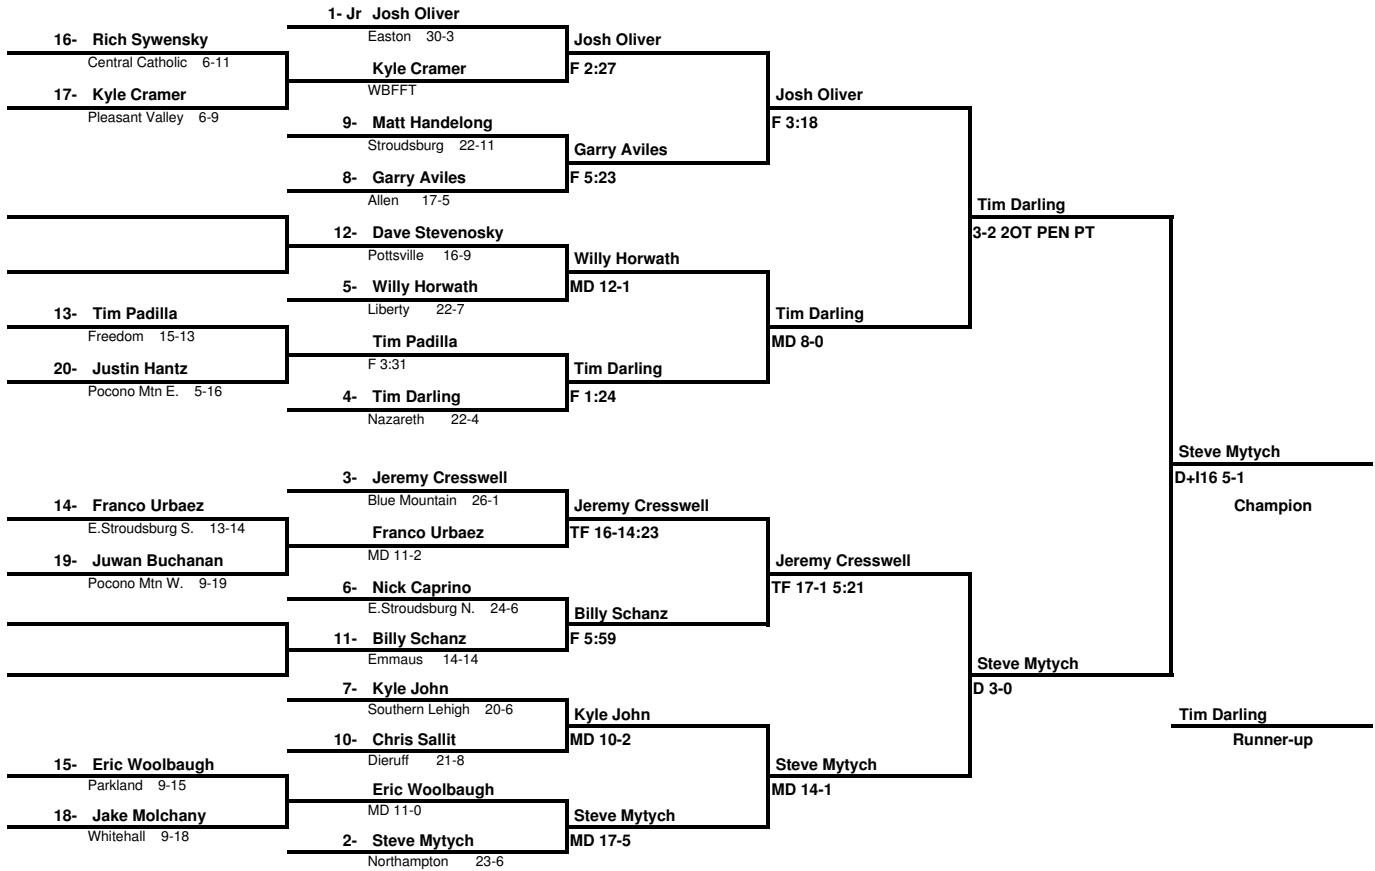 1- Jr Josh Oliver
Easton 30-3
16- Rich Sywensky
Central Catholic 6-11
Josh Oliver
F 2:27
Kyle Cramer
WBFFT
17- Kyle Cramer
Pleasant Valley 6-9
Josh Oliver
F 3:18
9- Matt Handelong
Stroudsburg 22-11
Garry Aviles
F 5:23
8- Garry Aviles
Allen 17-5
Tim Darling
3-2 2OT PEN PT
12- Dave Stevenosky
Pottsville 16-9
Willy Horwath
MD 12-1
5- Willy Horwath
Liberty 22-7
13- Tim Padilla
Freedom 15-13
Tim Darling
MD 8-0
Tim Padilla
F 3:31
20- Justin Hantz
Pocono Mtn E. 5-16
Tim Darling
F 1:24
4- Tim Darling
Nazareth 22-4
Steve Mytych
D+I16 5-1
Champion
3- Jeremy Cresswell
Blue Mountain 26-1
14- Franco Urbaez
E.Stroudsburg S. 13-14
Jeremy Cresswell
TF 16-14:23
Franco Urbaez
MD 11-2
19- Juwan Buchanan
Pocono Mtn W. 9-19
Jeremy Cresswell
TF 17-1 5:21
6- Nick Caprino
E.Stroudsburg N. 24-6
Billy Schanz
F 5:59
11- Billy Schanz
Emmaus 14-14
Steve Mytych
D 3-0
7- Kyle John
Southern Lehigh 20-6
Kyle John
MD 10-2
Tim Darling
Runner-up
10- Chris Sallit
Dieruff 21-8
15- Eric Woolbaugh
Parkland 9-15
Steve Mytych
MD 14-1
Eric Woolbaugh
MD 11-0
18- Jake Molchany
Whitehall 9-18
Steve Mytych
MD 17-5
2- Steve Mytych
Northampton 23-6